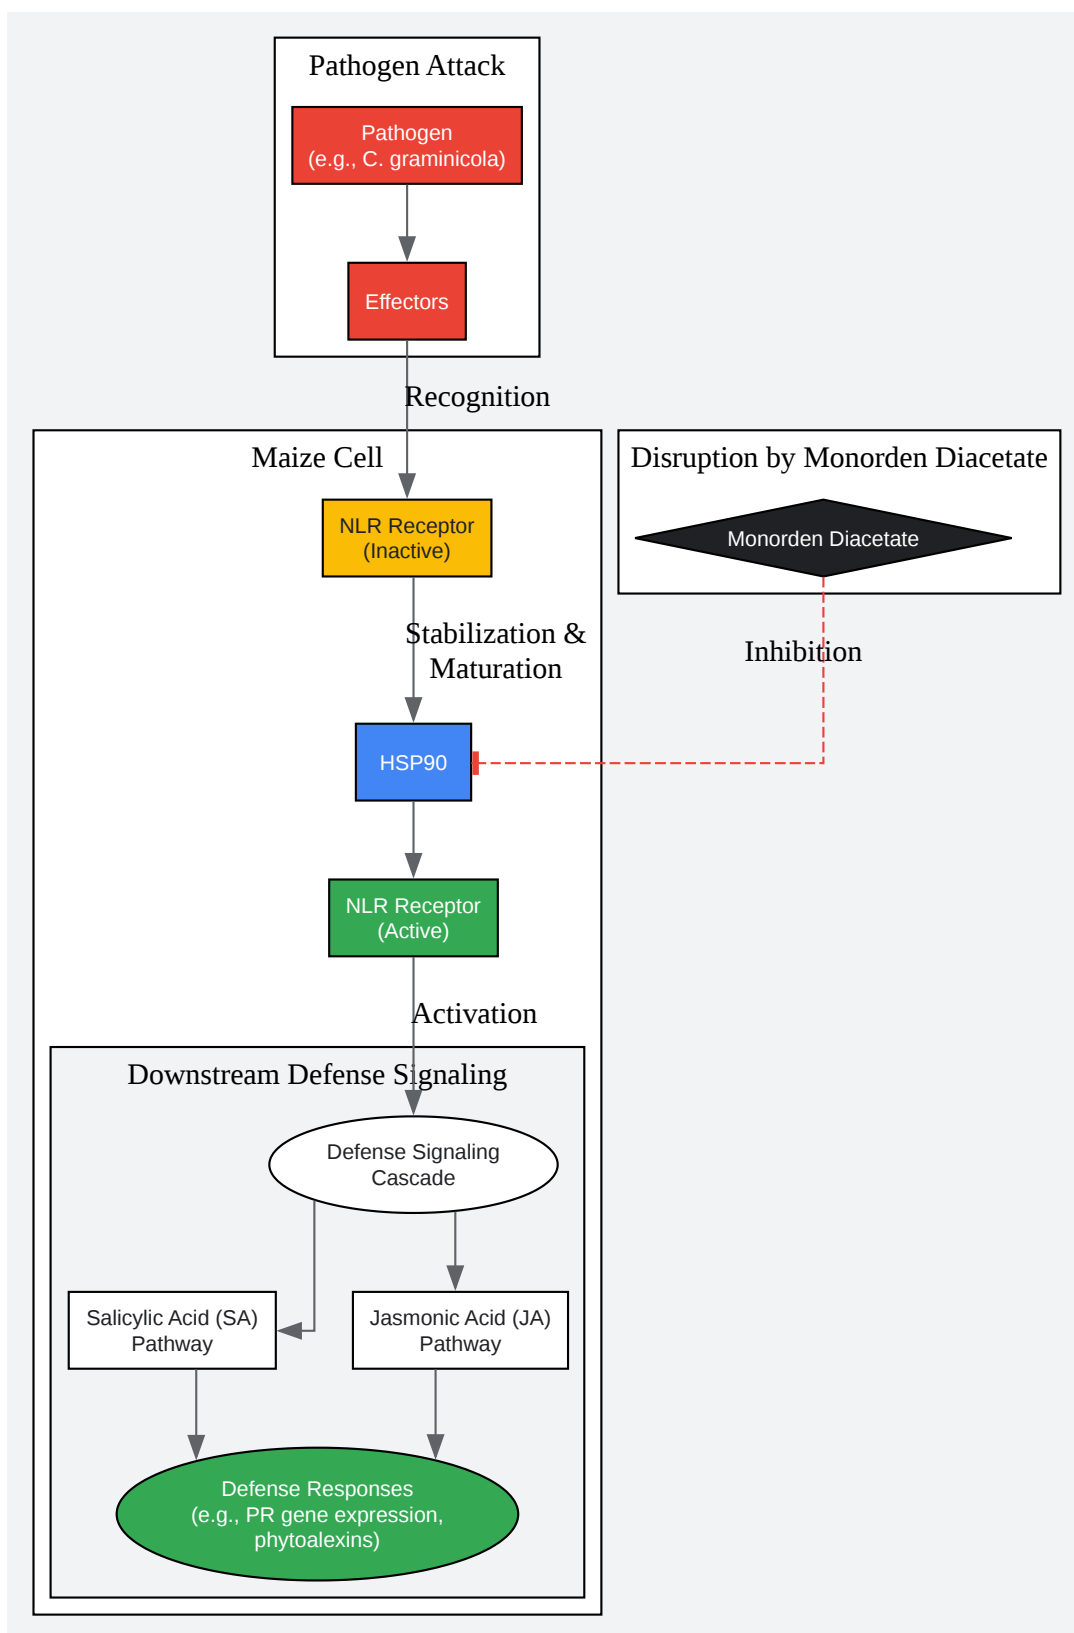 Pathogen Attack
Pathogen
(e.g., C. graminicola)
Effectors
Recognition
Maize Cell
NLR Receptor
(Inactive)
Disruption by Monorden Diacetate
Monorden Diacetate
Stabilization &
Maturation
Inhibition
HSP90
NLR Receptor
(Active)
Activation
Downstream Defense Signaling
Defense Signaling
Cascade
Salicylic Acid (SA)
Pathway
Jasmonic Acid (JA)
Pathway
Defense Responses
(e.g., PR gene expression,
phytoalexins)